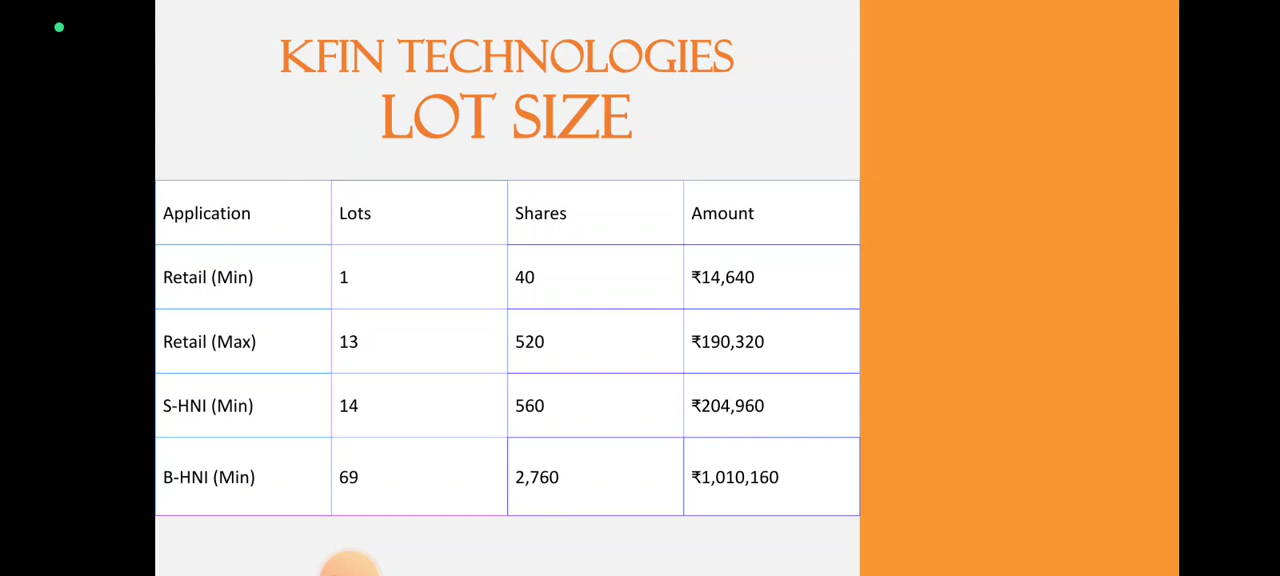 KFIN TECHNOLOGIES
LOT SIZE
Application Lots Shares Amount
Retail (Min) 1 40 ₹14,640
Retail (Max) 13 520 ₹190,320
S-HNI (Min) 14 560 ₹204,960
B-HNI (Min) 69 2,760 ₹1,010,160